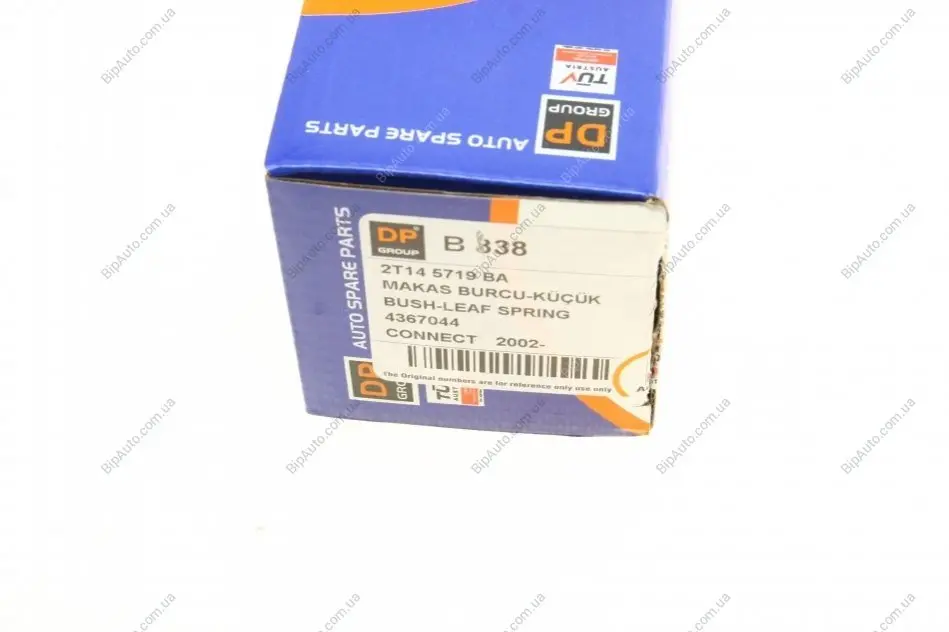 TÜV
AUSTRIA
DP
GROUP
AUTO SPARE PARTS
AUTO SPARE PARTS
DP
GROUP
B 838
2T14 5719 BA
MAKAS BURCU-KÜÇÜK
BUSH-LEAF SPRING
4367044
CONNECT 2002-
The Original numbers are for reference only use only
DP
BipAuto.com.ua